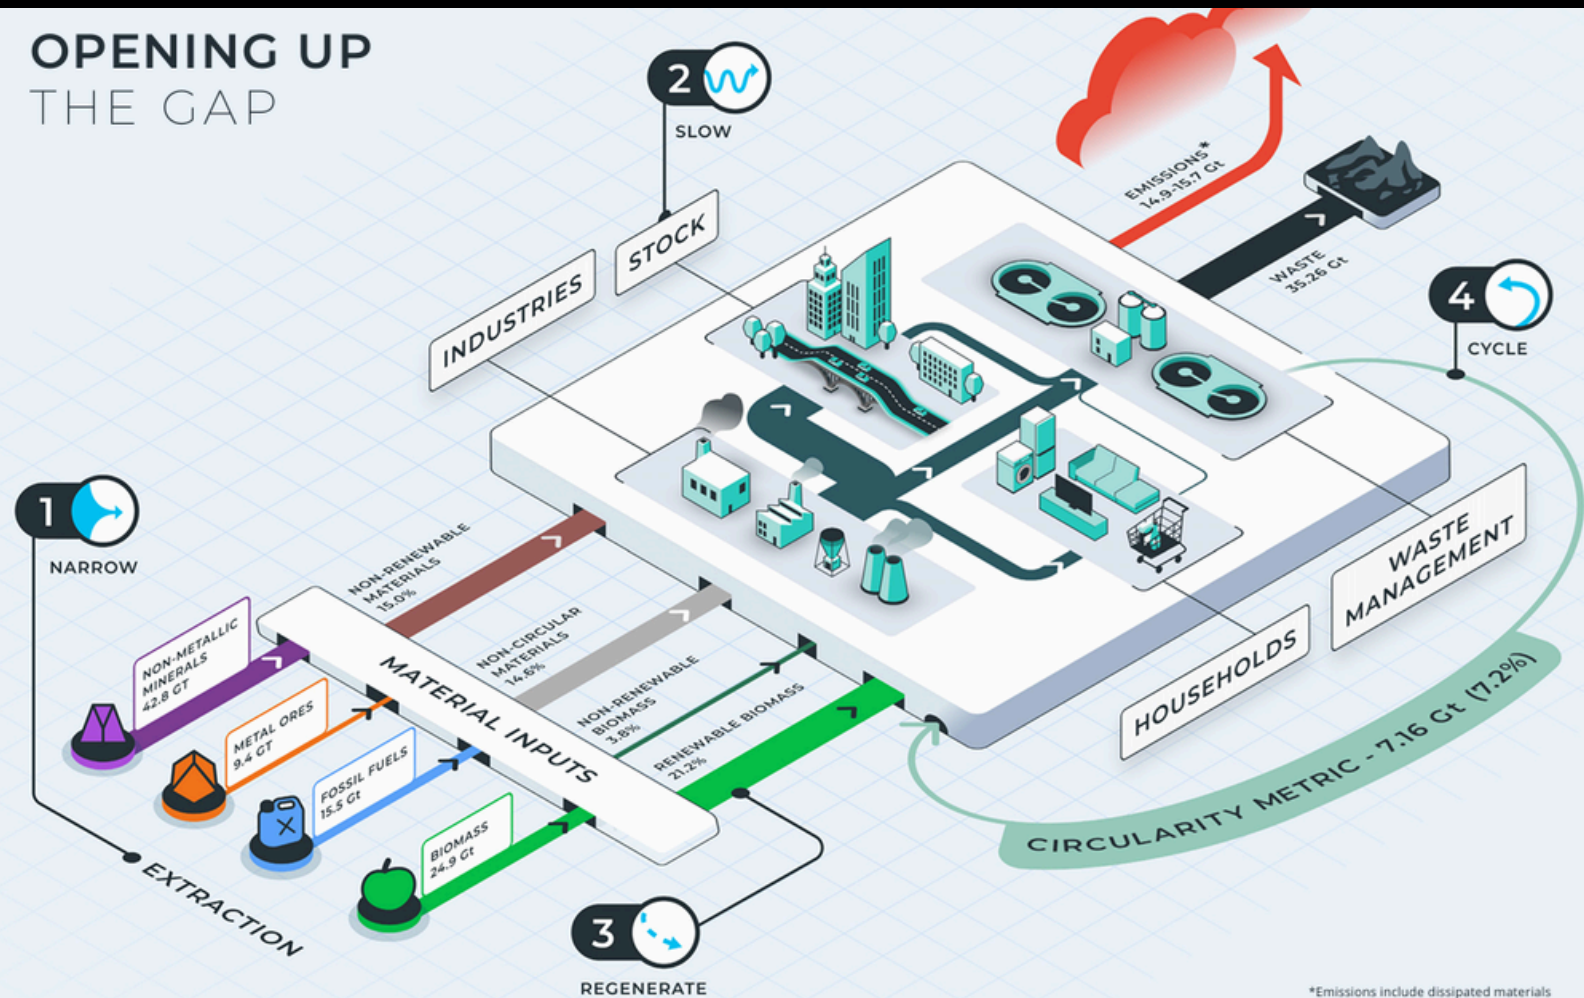 OPENING UP
THE GAP
2
SLOW
STOCK
INDUSTRIES
EMISSIONS*
14.9-15.7 Gt
WASTE
35.26 Gt
4
CYCLE
1
NARROW
NON-RENEWABLE
MATERIALS
15.0%
NON-CIRCULAR
MATERIALS
14.6%
NON-RENEWABLE
BIOMASS
3.8%
RENEWABLE BIOMASS
21.2%
WASTE
MANAGEMENT
HOUSEHOLDS
NON-METALLIC
MINERALS
42.8 GT
METAL ORES
9.4 GT
FOSSIL FUELS
15.5 Gt
BIOMASS
24.9 Gt
MATERIAL INPUTS
CIRCULARITY METRIC - 7.16 Gt (7.2%)
EXTRACTION
3
REGENERATE
*Emissions include dissipated materials